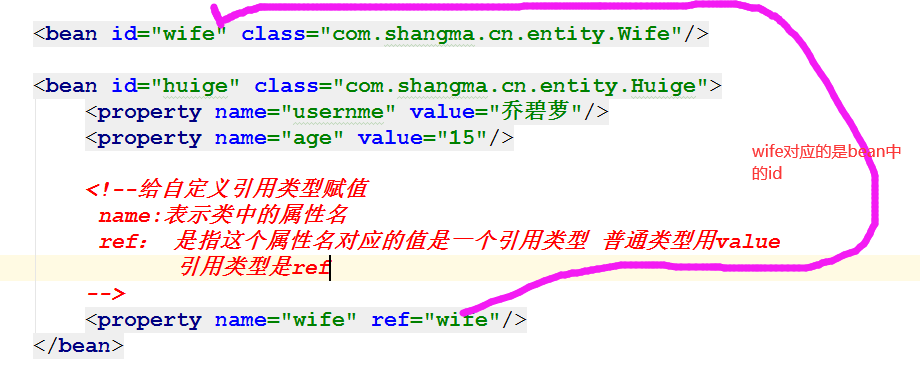 <bean id="wife" class="com.shangma.cn.entity.Wife"/>
<bean id="huige" class="com.shangma.cn.entity.Huige">
<property name="usernme" value="乔碧萝"/>
<property name="age" value="15"/>
<!--给自定义引用类型赋值
name:表示类中的属性名
ref： 是指这个属性名对应的值是一个引用类型 普通类型用value
引用类型是ref
-->
<property name="wife" ref="wife"/>
</bean>
wife对应的是bean中
的id